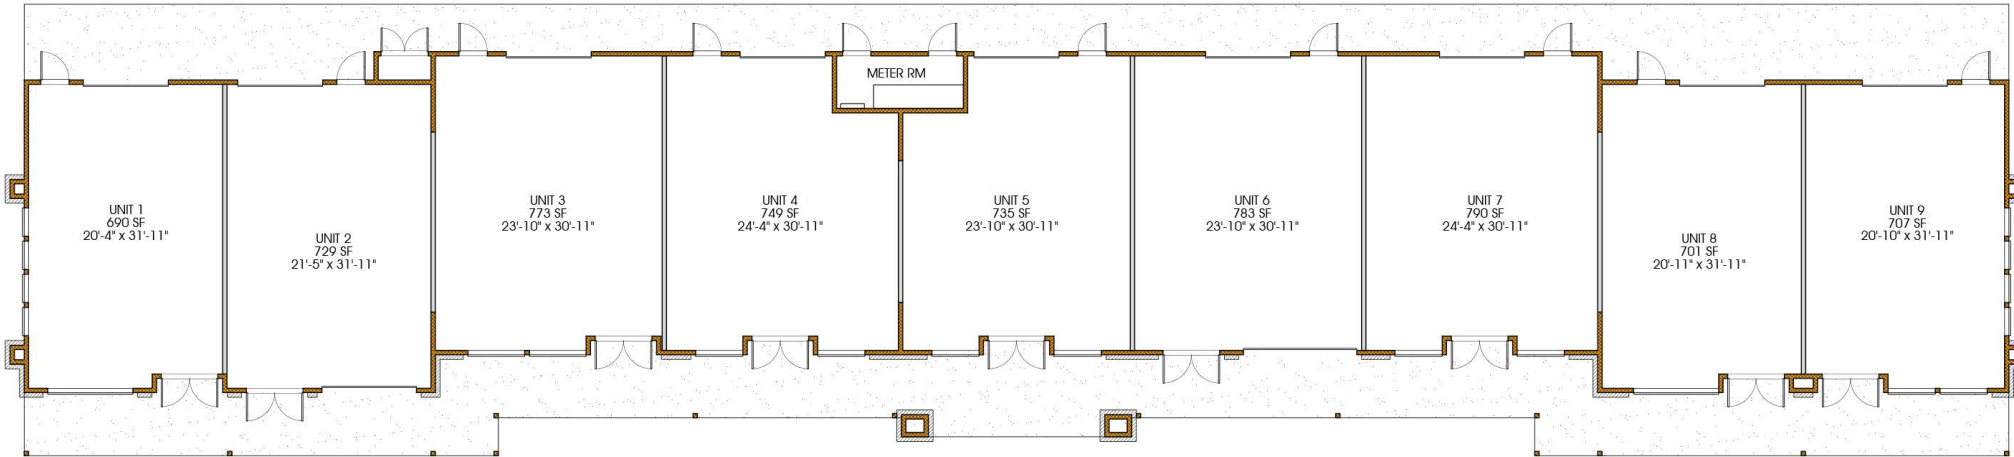 METER RM
UNIT 1
690 SF
20'-4" x 31'-11"
UNIT 2
729 SF
21'-5" x 31'-11"
UNIT 3
773 SF
23'-10" x 30'-11"
UNIT 4
749 SF
24'-4" x 30'-11"
UNIT 5
735 SF
23'-10" x 30'-11"
UNIT 6
783 SF
23'-10" x 30'-11"
UNIT 7
790 SF
24'-4" x 30'-11"
UNIT 8
701 SF
20'-11" x 31'-11"
UNIT 9
707 SF
20'-10" x 31'-11"